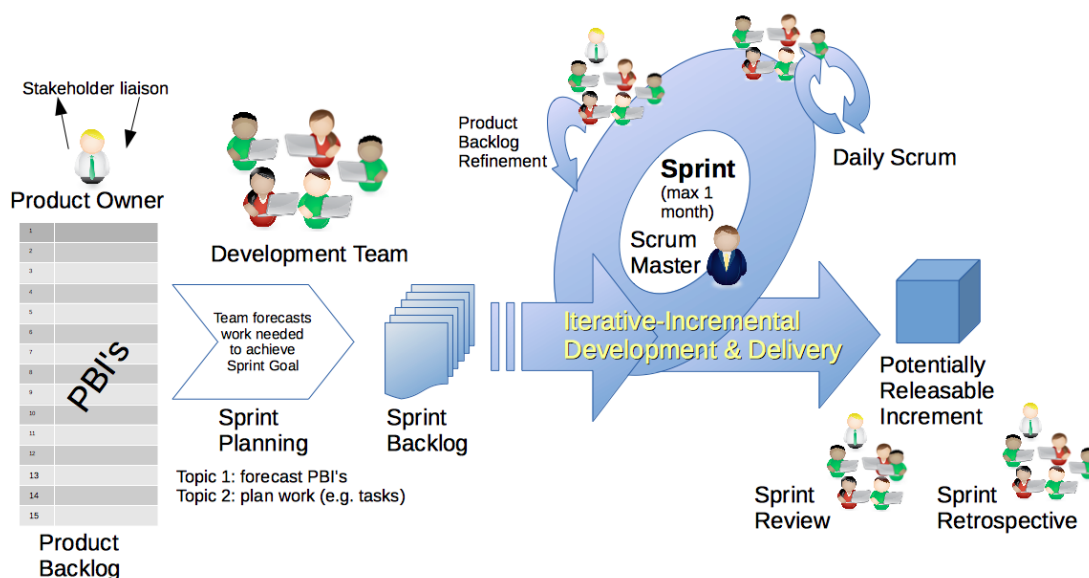 Stakeholder liaison
Product Owner
1
2
3
4
5
6
7
8
9
10
11
12
13
14
15
PBI's
Product
Backlog
Development Team
Team forecasts
work needed
to achieve
Sprint Goal
Sprint
Planning
Topic 1: forecast PBI's
Topic 2: plan work (e.g. tasks)
Sprint
Backlog
Product
Backlog
Refinement
Sprint
(max 1
month)
Scrum
Master
Daily Scrum
Iterative-Incremental
Development & Delivery
Potentially
Releasable
Increment
Sprint
Review
Sprint
Retrospective